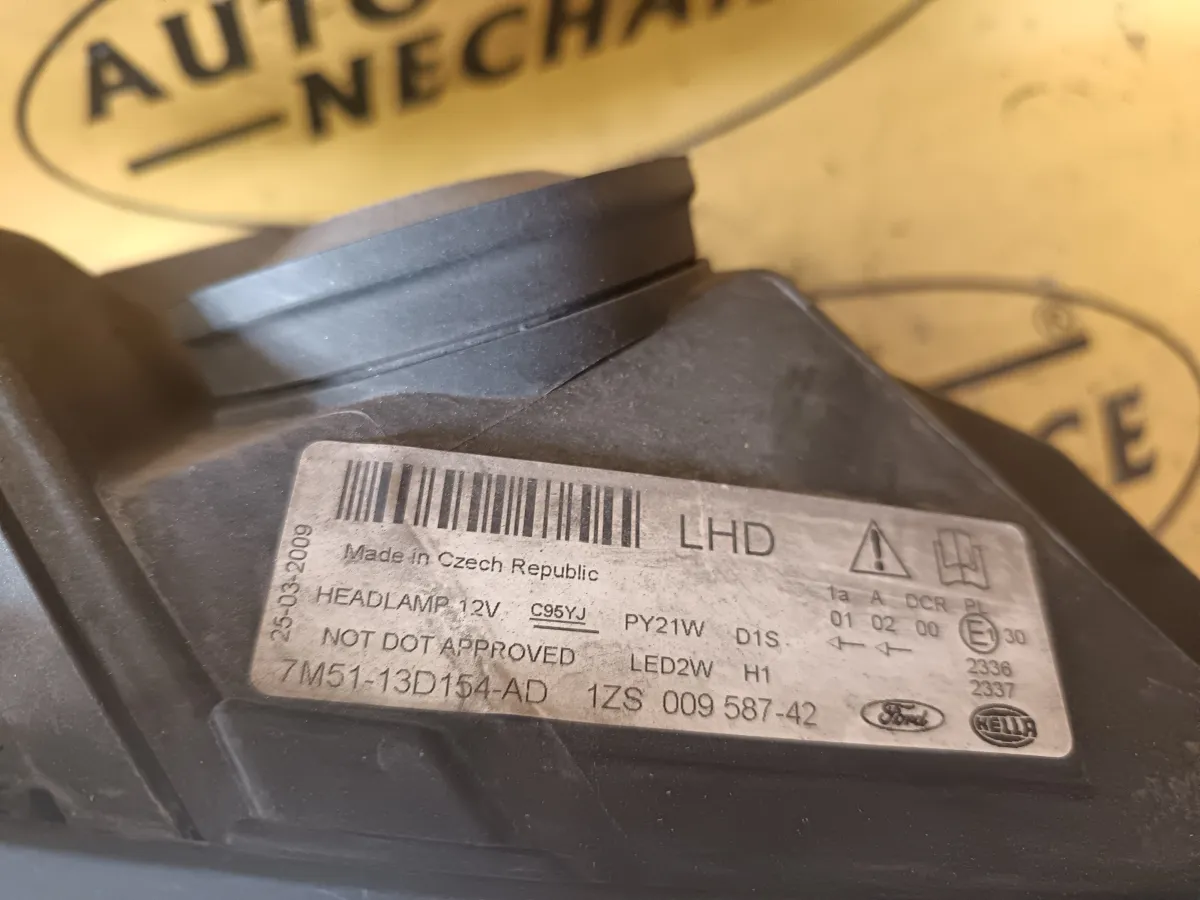 AUTO
NECHA
®
CE
LHD
Made in Czech Republic
25-03-2009
HEADLAMP 12V C95YJ PY21W D1S
NOT DOT APPROVED LED2W H1
7M51-13D154-AD 1ZS 009 587-42
1a A DCR PL
01 02 00 E1 30
2336
2337
Ford
HELLA